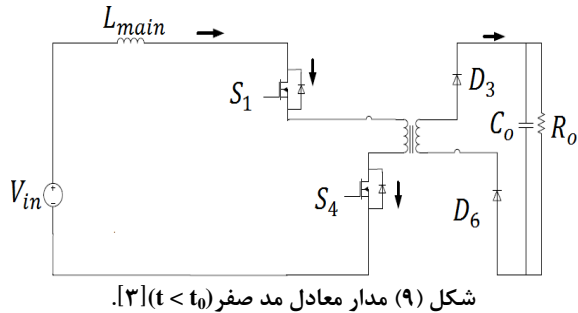 L_main
S_1
D_3
C_o
R_o
V_in
S_4
D_6
شکل (۹) مدار معادل مد صفر(t < t₀)[۳].